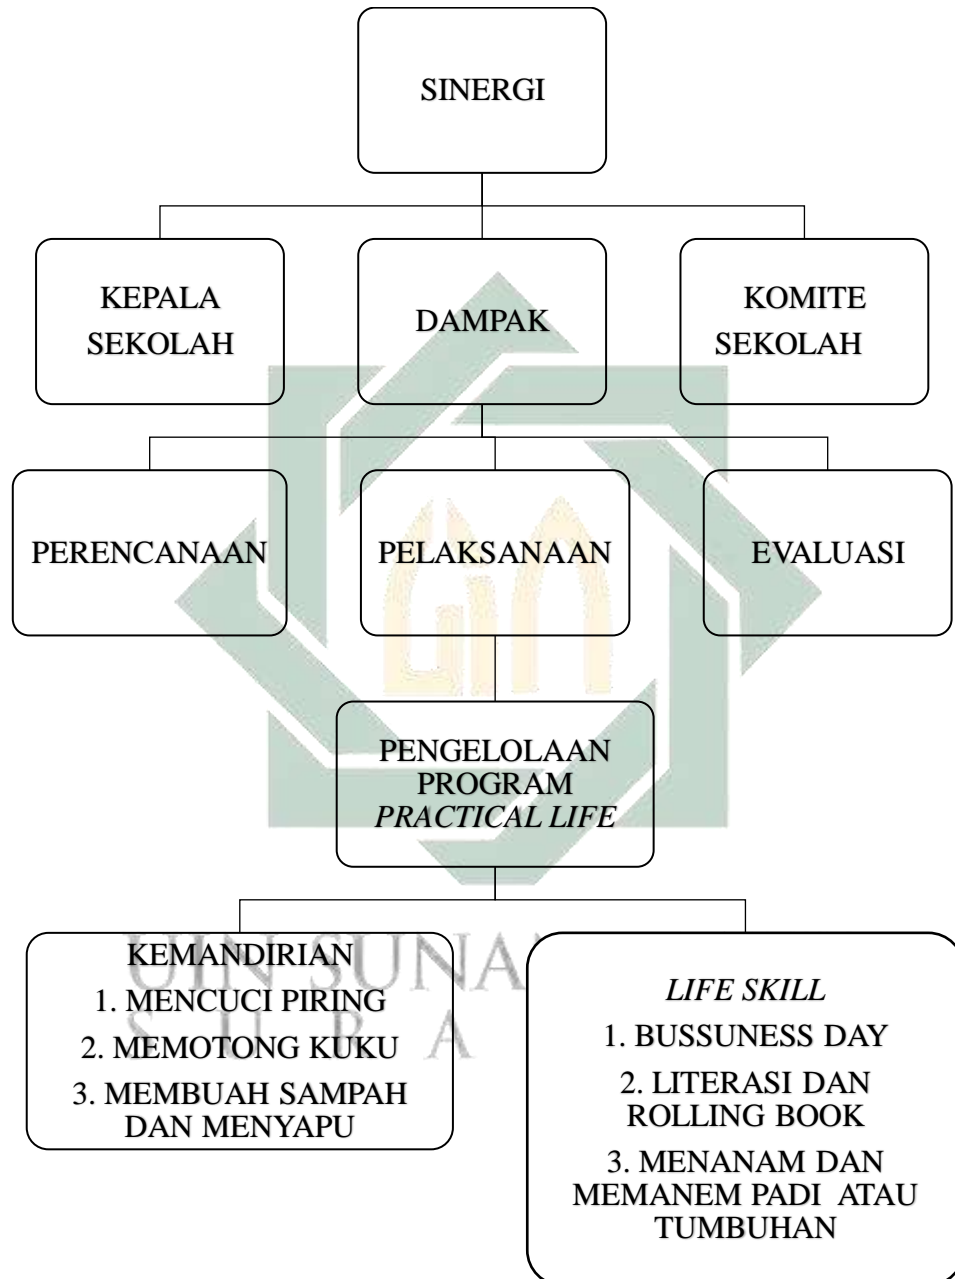 SINERGI
KEPALA
SEKOLAH
DAMPAK
KOMITE
SEKOLAH
PERENCANAAN
PELAKSANAAN
EVALUASI
PENGELOLAAN
PROGRAM
PRACTICAL LIFE
KEMANDIRIAN
1. MENCUCI PIRING
2. MEMOTONG KUKU
3. MEMBUAH SAMPAH
DAN MENYAPU
LIFE SKILL
1. BUSSUNESS DAY
2. LITERASI DAN
ROLLING BOOK
3. MENANAM DAN
MEMANEM PADI ATAU
TUMBUHAN
UIN SUNA
S U R A